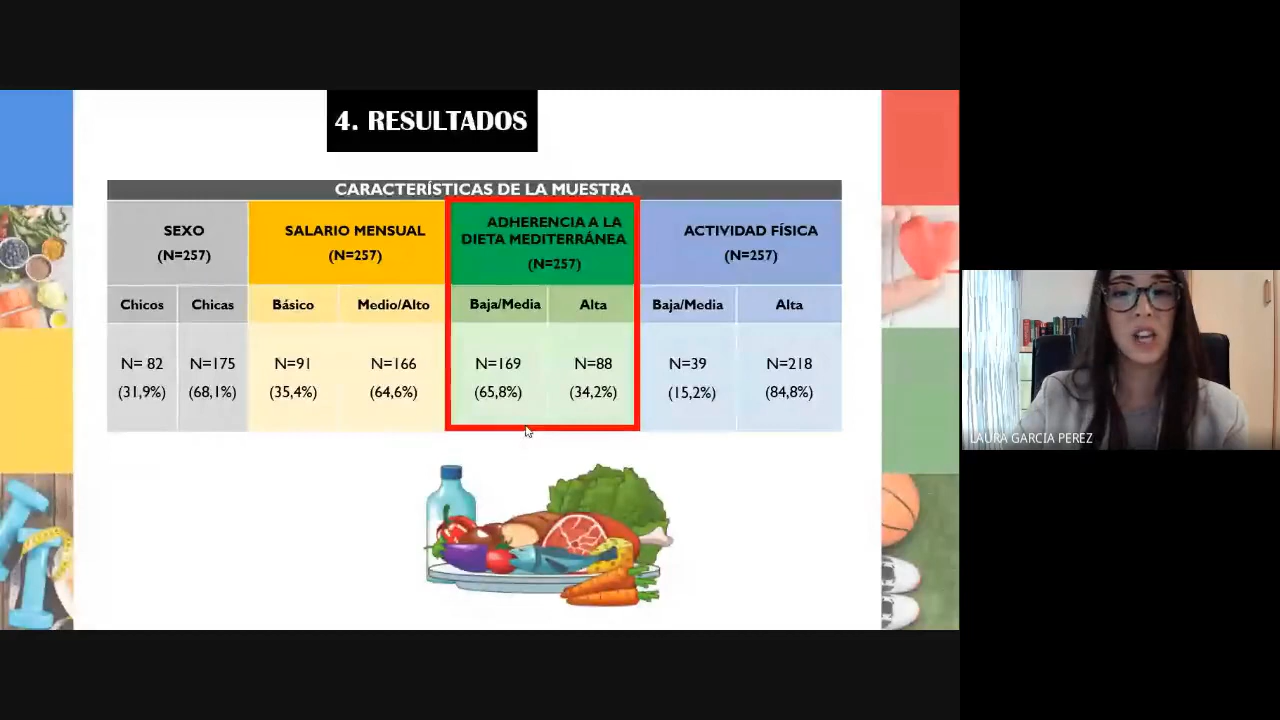 4. RESULTADOS
CARACTERÍSTICAS DE LA MUESTRA
SEXO
(N=257)
SALARIO MENSUAL
(N=257)
ADHERENCIA A LA
DIETA MEDITERRÁNEA
(N=257)
ACTIVIDAD FÍSICA
(N=257)
Chicos
Chicas
Básico
Medio/Alto
Baja/Media
Alta
Baja/Media
Alta
N= 82
(31,9%)
N=175
(68,1%)
N=91
(35,4%)
N=166
(64,6%)
N=169
(65,8%)
N=88
(34,2%)
N=39
(15,2%)
N=218
(84,8%)
LAURA GARCIA PEREZ